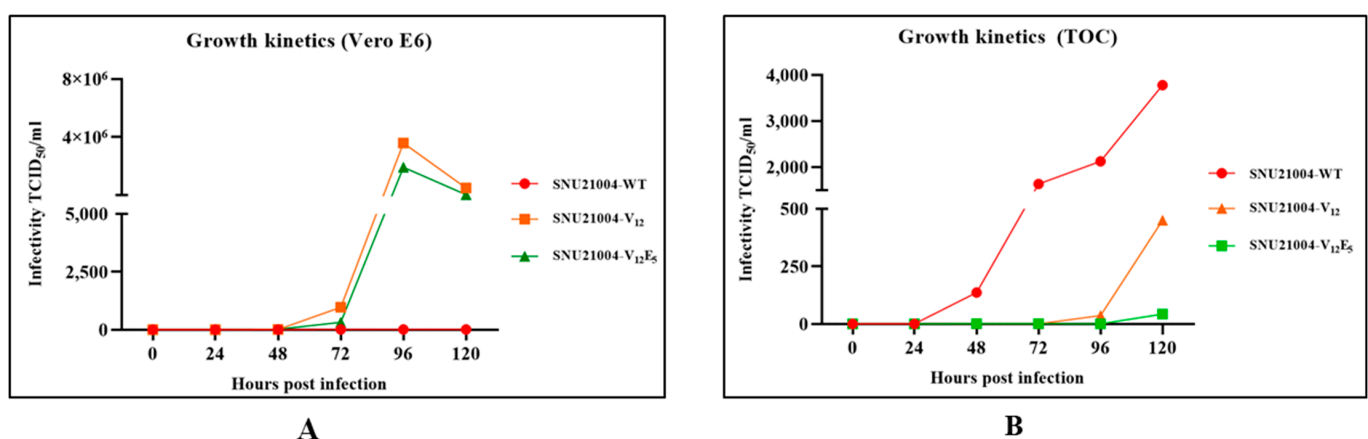 Growth kinetics (Vero E6)
8×10⁶
4×10⁶
5,000
2,500
0
Infectivity TCID₅₀/ml
0 24 48 72 96 120
Hours post infection
SNU21004-WT
SNU21004-V₁₂
SNU21004-V₁₂E₅
A
Growth kinetics (TOC)
4,000
3,000
2,000
500
250
0
Infectivity TCID₅₀/ml
0 24 48 72 96 120
Hours post infection
SNU21004-WT
SNU21004-V₁₂
SNU21004-V₁₂E₅
B